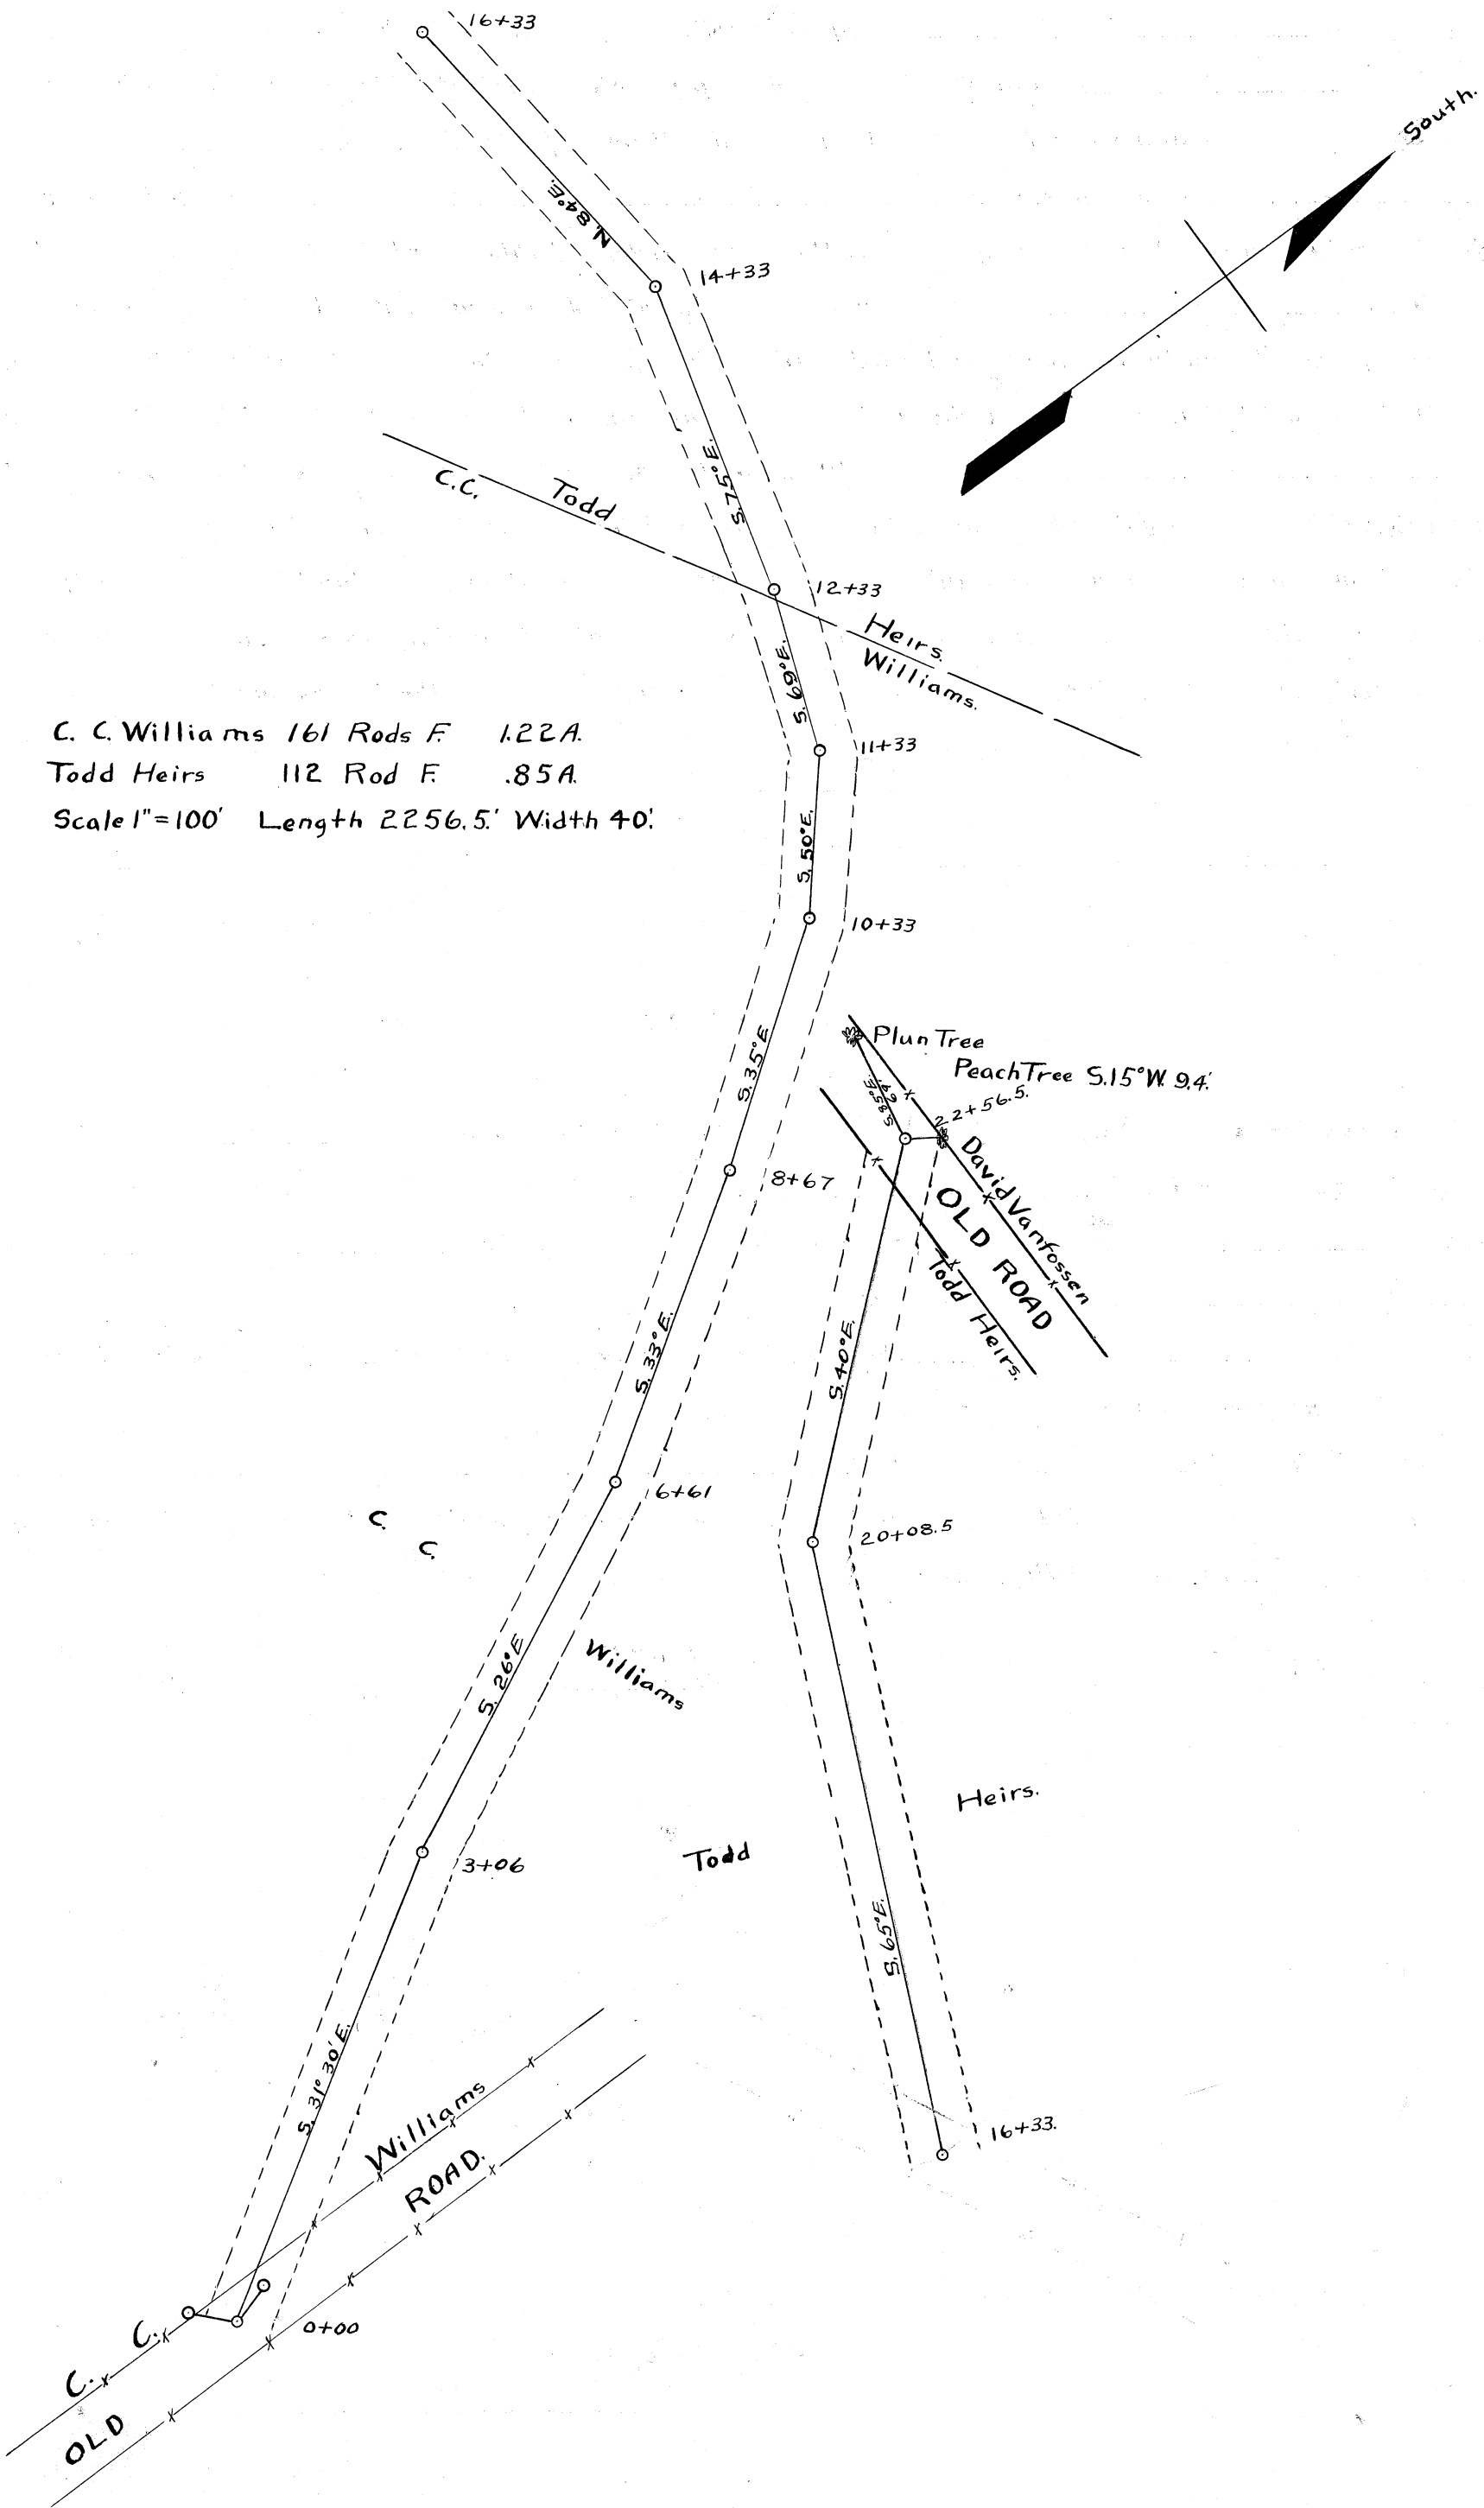 16+33
South.
N. 84°E.
14+33
S. 75° E.
C.C. Todd
12+33
Heirs.
Williams.
S. 69°E.
C. C. Williams 161 Rods F. 1.22A.
Todd Heirs 112 Rod F. .85A.
Scale 1"=100' Length 2256.5.' Width 40'.
11+33
S. 50°E.
10+33
Plun Tree
PeachTree S.15°W. 9.4.'
S.85°E.
22+56.5.
S.35°E
David Vanfossen
OLD ROAD
Todd Heirs.
8+67
S. 33°E.
S.40°E.
6+61
C. C.
20+08.5
S. 26°E
Williams
Heirs.
3+06
Todd
S. 65°E.
S. 31° 30' E.
16+33.
C. C. Williams
OLD ROAD.
0+00